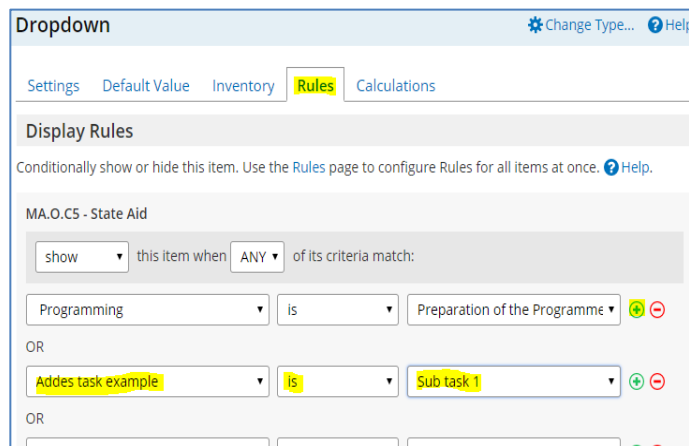 Dropdown Change Type... Help
Settings Default Value Inventory Rules Calculations
Display Rules
Conditionally show or hide this item. Use the Rules page to configure Rules for all items at once. Help.
MA.O.C5 - State Aid
show this item when ANY of its criteria match:
Programming is Preparation of the Programme
OR
Addes task example is Sub task 1
OR